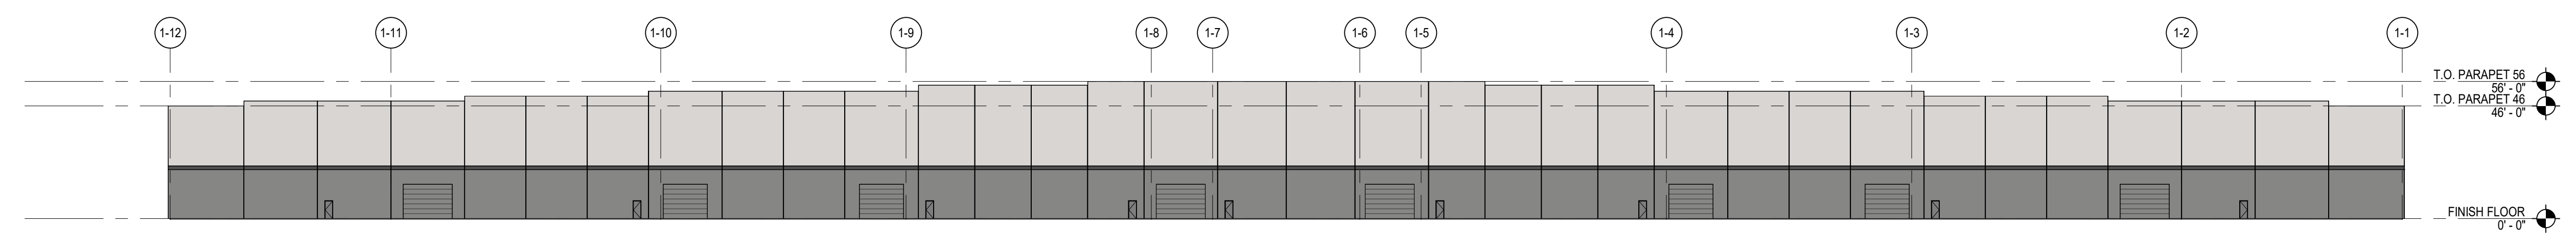 1-12
1-11
1-10
1-9
1-8
1-7
1-6
1-5
1-4
1-3
1-2
1-1
T.O. PARAPET 56
56' - 0"
T.O. PARAPET 46
46' - 0"
FINISH FLOOR
0' - 0"